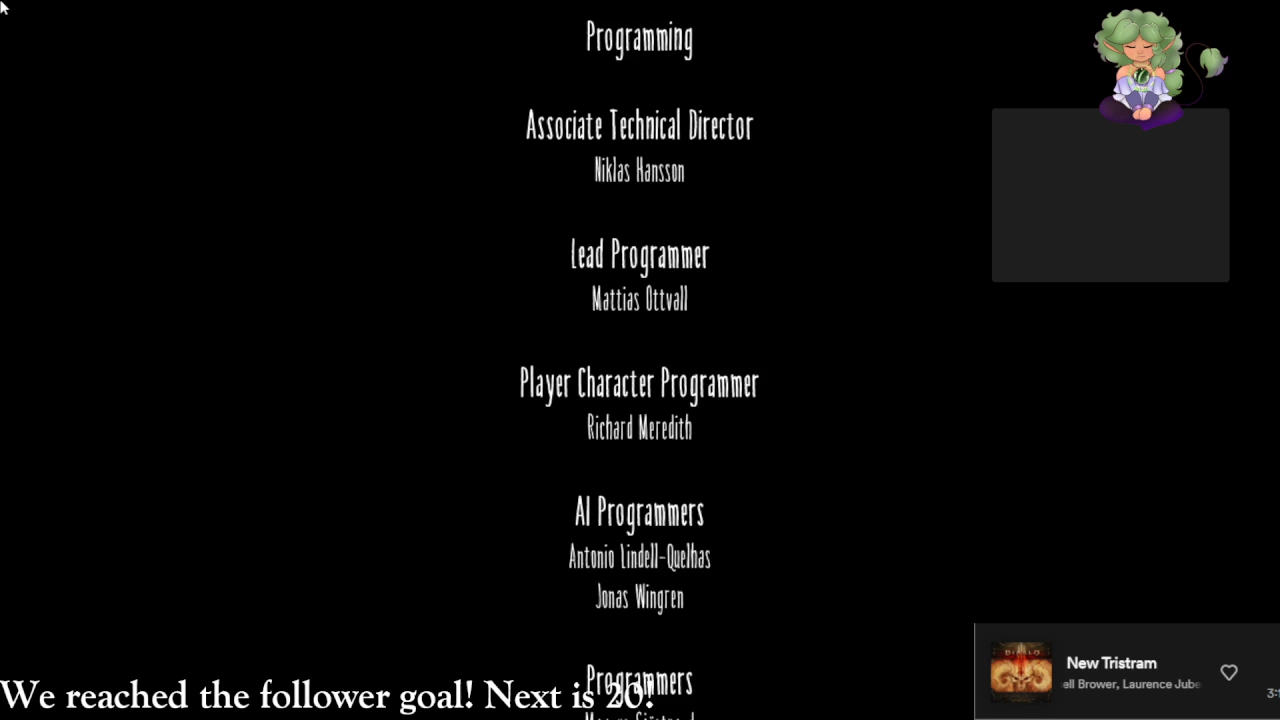 Programming
Associate Technical Director
Niklas Hansson
Lead Programmer
Mattias Ottvall
Player Character Programmer
Richard Meredith
AI Programmers
Antonio Lindell-Quelhas
Jonas Wingren
Programmers
We reached the follower goal! Next is 20!
DIABLO
New Tristram
ell Brower, Laurence Jube